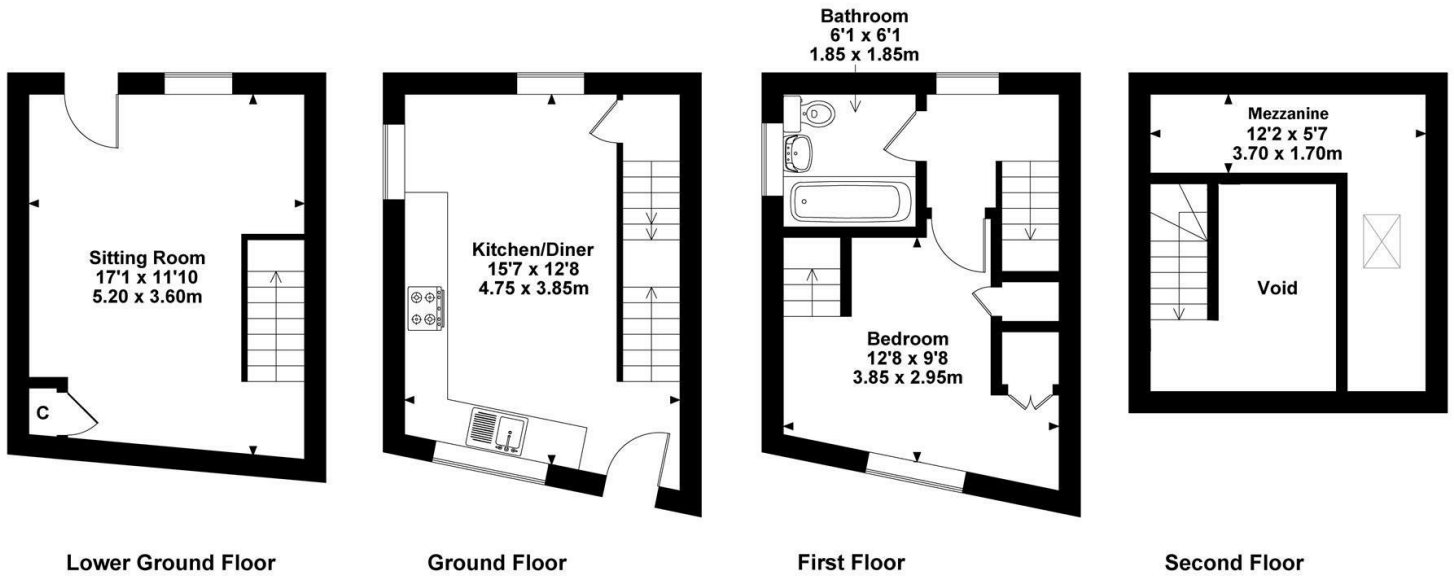 Bathroom
6'1 x 6'1
1.85 x 1.85m
Mezzanine
12'2 x 5'7
3.70 x 1.70m
Sitting Room
17'1 x 11'10
5.20 x 3.60m
Kitchen/Diner
15'7 x 12'8
4.75 x 3.85m
Void
Bedroom
12'8 x 9'8
3.85 x 2.95m
C
Lower Ground Floor
Ground Floor
First Floor
Second Floor